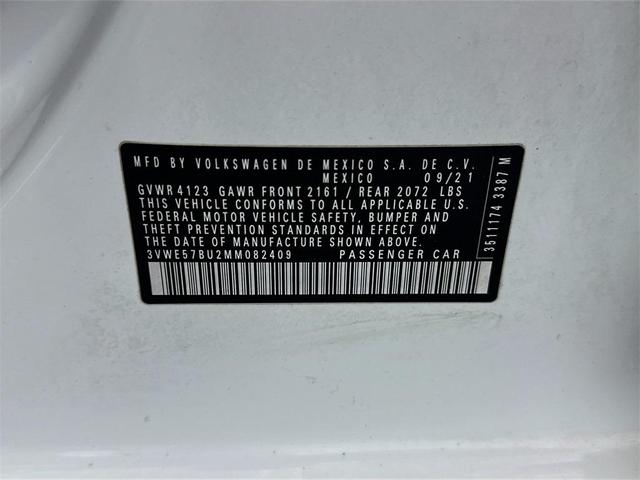 MFD BY VOLKSWAGEN DE MEXICO S.A. DE C.V.
MEXICO 09/21
GVWR 4123 GAWR FRONT 2161 / REAR 2072 LBS
THIS VEHICLE CONFORMS TO ALL APPLICABLE U.S.
FEDERAL MOTOR VEHICLE SAFETY, BUMPER AND
THEFT PREVENTION STANDARDS IN EFFECT ON
THE DATE OF MANUFACTURE SHOWN ABOVE.
3VWE57BU2MM082409 PASSENGER CAR
3511174 3387 M